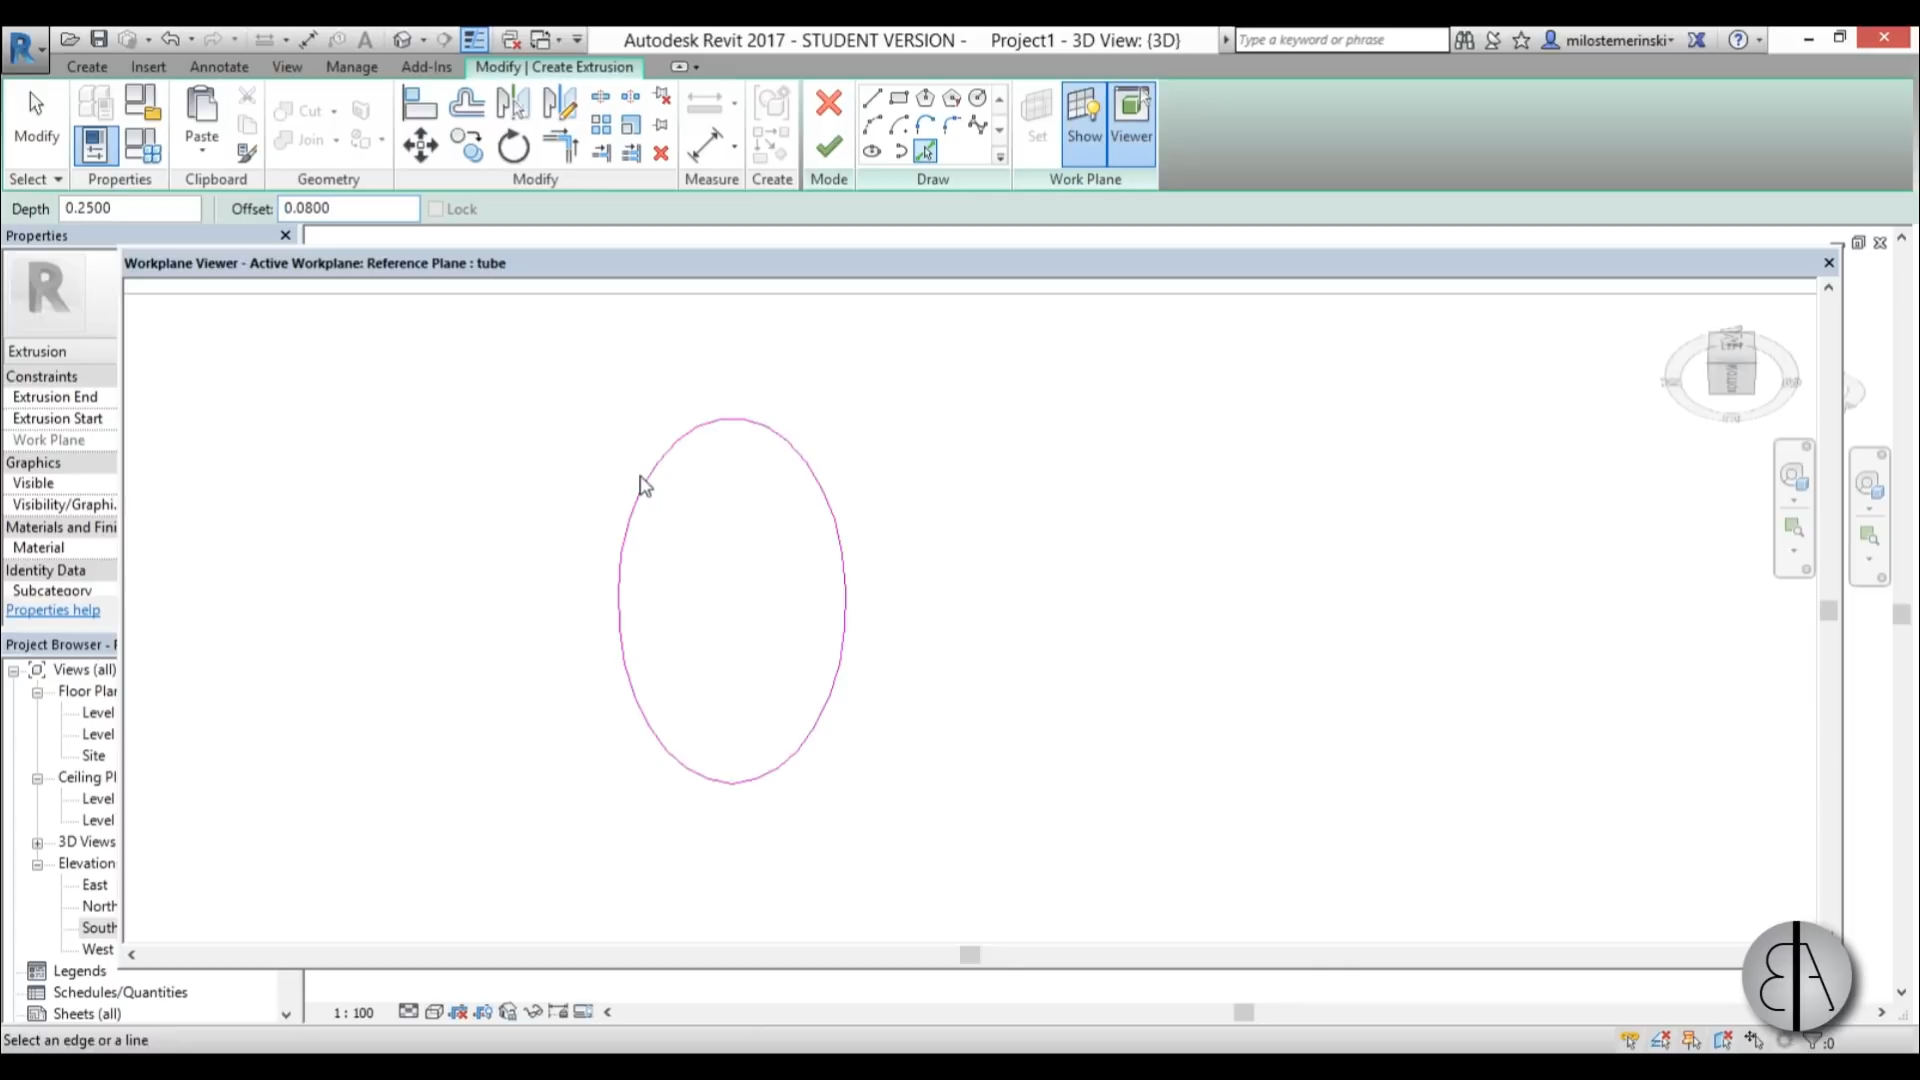 Autodesk Revit 2017 - STUDENT VERSION - Project1 - 3D View: {3D}
Type a keyword or phrase
milostemerinski
Create Insert Annotate View Manage Add-Ins Modify | Create Extrusion
Modify
Paste
Cut
Join
Set
Show
Viewer
Select Properties Clipboard Geometry Modify Measure Create Mode Draw Work Plane
Depth 0.2500 Offset: 0.0800 Lock
Properties
Workplane Viewer - Active Workplane: Reference Plane : tube
R
Extrusion
Constraints
Extrusion End
Extrusion Start
Work Plane
Graphics
Visible
Visibility/Graphi.
Materials and Fini
Material
Identity Data
Subcategory
Properties help
Project Browser - P
Views (all)
Floor Plan
Level
Level
Site
Ceiling Pl
Level
Level
3D Views
Elevation
East
North
South
West
Legends
Schedules/Quantities
Sheets (all)
1 : 100
Select an edge or a line
:0